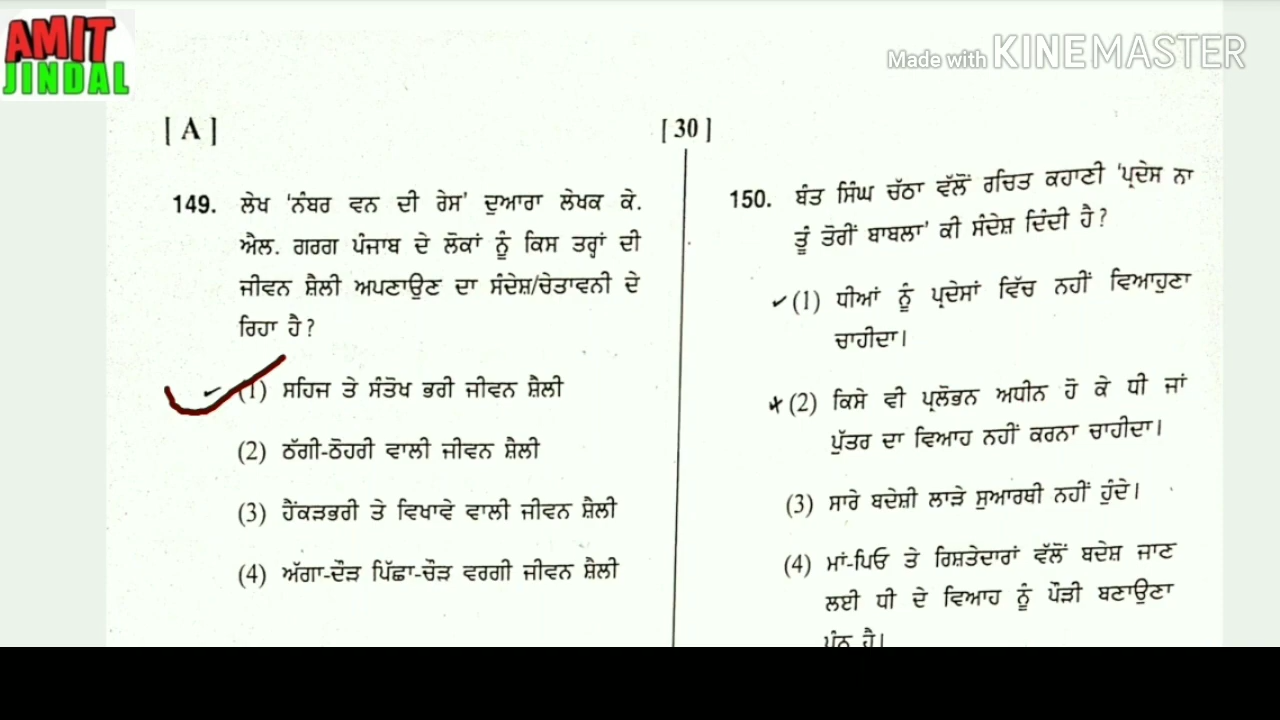 AMIT
JINDAL
Made with KINEMASTER
[ A ]
[ 30 ]
149. ਲੇਖ 'ਨੰਬਰ ਵਨ ਦੀ ਰੇਸ' ਦੁਆਰਾ ਲੇਖਕ ਕੇ.
ਐਲ. ਗਰਗ ਪੰਜਾਬ ਦੇ ਲੋਕਾਂ ਨੂੰ ਕਿਸ ਤਰ੍ਹਾਂ ਦੀ
ਜੀਵਨ ਸ਼ੈਲੀ ਅਪਣਾਉਣ ਦਾ ਸੰਦੇਸ਼/ਚੇਤਾਵਨੀ ਦੇ
ਰਿਹਾ ਹੈ?
(1) ਸਹਿਜ ਤੇ ਸੰਤੋਖ ਭਰੀ ਜੀਵਨ ਸ਼ੈਲੀ
(2) ਠੱਗੀ-ਠੋਹਰੀ ਵਾਲੀ ਜੀਵਨ ਸ਼ੈਲੀ
(3) ਹੈਂਕੜਭਰੀ ਤੇ ਵਿਖਾਵੇ ਵਾਲੀ ਜੀਵਨ ਸ਼ੈਲੀ
(4) ਅੱਗਾ-ਦੌੜ ਪਿੱਛਾ-ਚੌੜ ਵਰਗੀ ਜੀਵਨ ਸ਼ੈਲੀ
150. ਬੰਤ ਸਿੰਘ ਚੱਠਾ ਵੱਲੋਂ ਰਚਿਤ ਕਹਾਣੀ 'ਪ੍ਰਦੇਸ ਨਾ
ਤੂੰ ਤੋਰੀਂ ਬਾਬਲਾ' ਕੀ ਸੰਦੇਸ਼ ਦਿੰਦੀ ਹੈ?
(1) ਧੀਆਂ ਨੂੰ ਪ੍ਰਦੇਸਾਂ ਵਿੱਚ ਨਹੀਂ ਵਿਆਹੁਣਾ
ਚਾਹੀਦਾ।
(2) ਕਿਸੇ ਵੀ ਪ੍ਰਲੋਭਨ ਅਧੀਨ ਹੋ ਕੇ ਧੀ ਜਾਂ
ਪੁੱਤਰ ਦਾ ਵਿਆਹ ਨਹੀਂ ਕਰਨਾ ਚਾਹੀਦਾ।
(3) ਸਾਰੇ ਬਦੇਸ਼ੀ ਲਾੜੇ ਸੁਆਰਥੀ ਨਹੀਂ ਹੁੰਦੇ।
(4) ਮਾਂ-ਪਿਓ ਤੇ ਰਿਸ਼ਤੇਦਾਰਾਂ ਵੱਲੋਂ ਬਦੇਸ਼ ਜਾਣ
ਲਈ ਧੀ ਦੇ ਵਿਆਹ ਨੂੰ ਪੌੜੀ ਬਣਾਉਣਾ
ਪੁੰਨ ਹੈ।